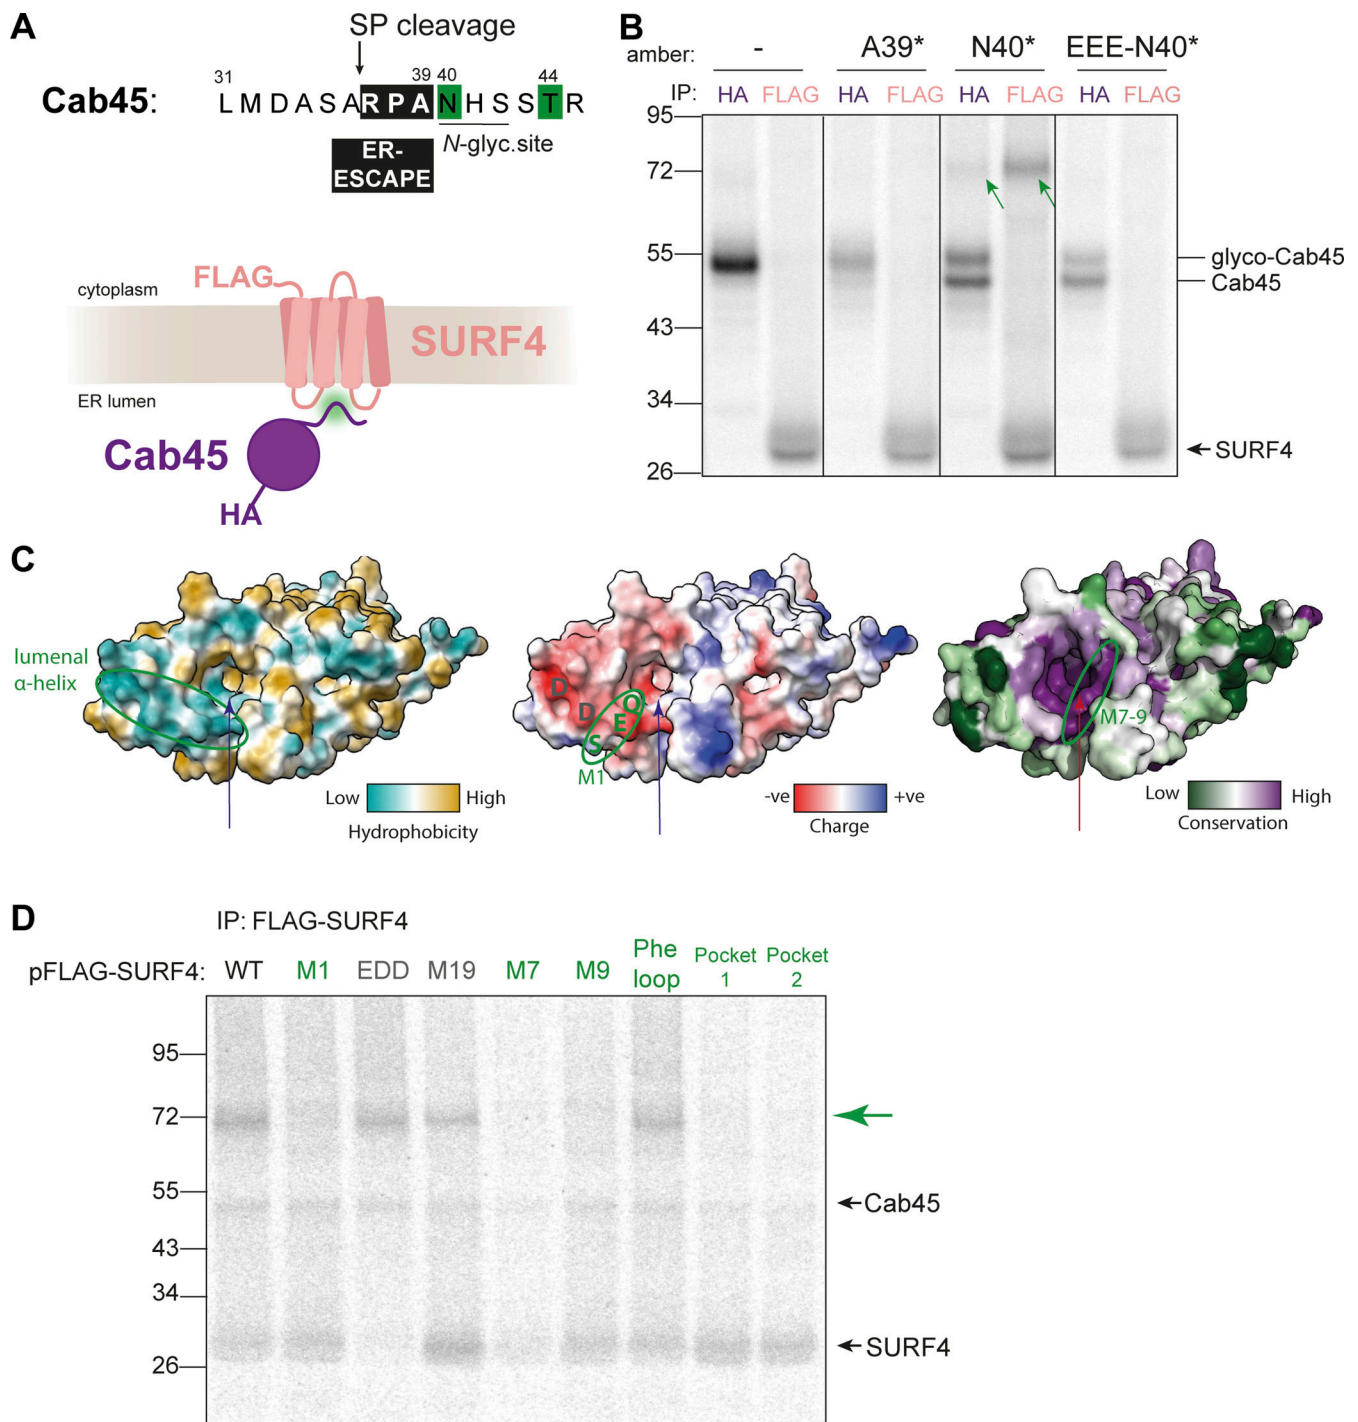 A
SP cleavage
31 39 40 44
Cab45: L M D A S A R P A N H S S T R
N-glyc.site
ER-
ESCAPE
FLAG
cytoplasm
SURF4
ER lumen
Cab45
HA
B
amber: - A39* N40* EEE-N40*
IP: HA FLAG HA FLAG HA FLAG HA FLAG
95
72
55
43
34
26
glyco-Cab45
Cab45
SURF4
C
lumenal
α-helix
Low High
Hydrophobicity
D
D
S E Q
M1
-ve +ve
Charge
M7-9
Low High
Conservation
D
IP: FLAG-SURF4
pFLAG-SURF4: WT M1 EDD M19 M7 M9 Phe loop Pocket 1 Pocket 2
95
72
55
43
34
26
Cab45
SURF4